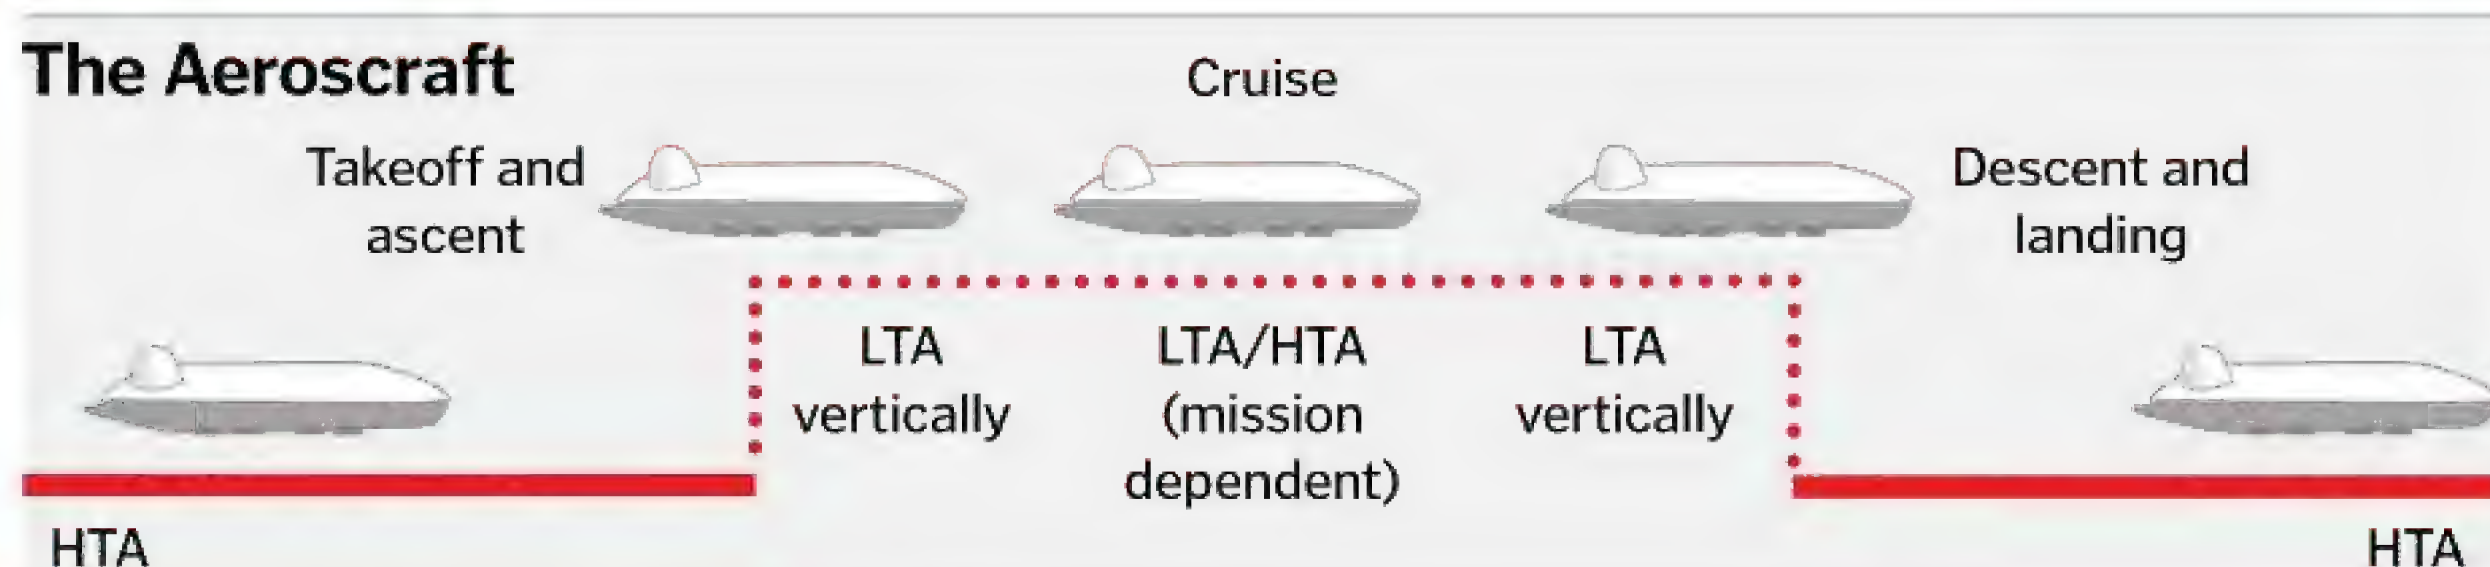 The Aeroscraft
Cruise
Takeoff and
ascent
Descent and
landing
LTA
vertically
LTA/HTA
(mission
dependent)
LTA
vertically
HTA
HTA